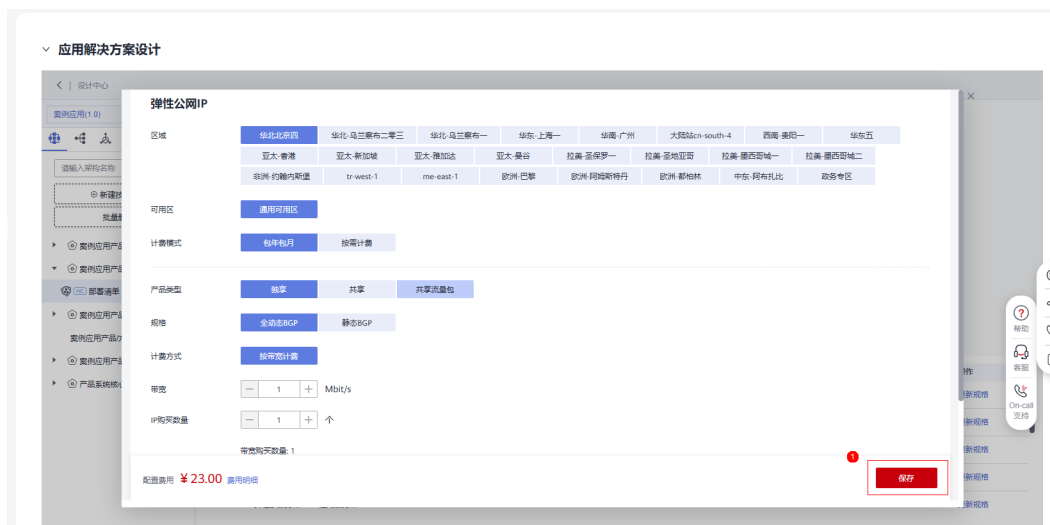 应用解决方案设计
设计中心
案例应用(1.0)
请输入架构名称
新建技
批量
案例应用产品
案例应用产品
部署清单
案例应用产品
案例应用产品/
案例应用产品
产品系统核心
弹性公网IP
区域
华北北京四 华北-乌兰察布二零三 华北-乌兰察布一 华东-上海一 华南-广州 大陆站cn-south-4 西南-贵阳一 华东五
亚太-香港 亚太-新加坡 亚太-雅加达 亚太-曼谷 拉美-圣保罗一 拉美-圣地亚哥 拉美-墨西哥城一 拉美-墨西哥城二
非洲-约翰内斯堡 tr-west-1 me-east-1 欧洲-巴黎 欧洲-阿姆斯特丹 欧洲-都柏林 中东-阿布扎比 政务专区
可用区 通用可用区
计费模式 包年包月 按需计费
产品类型 独享 共享 共享流量包
规格 全动态BGP 静态BGP
计费方式 按带宽计费
带宽 1 Mbit/s
IP购买数量 1 个
带宽购买数量: 1
配置费用 ¥23.00 费用明细
1
保存
新规格
新规格
新规格
新规格
新规格
帮助
客服
On-call
支持